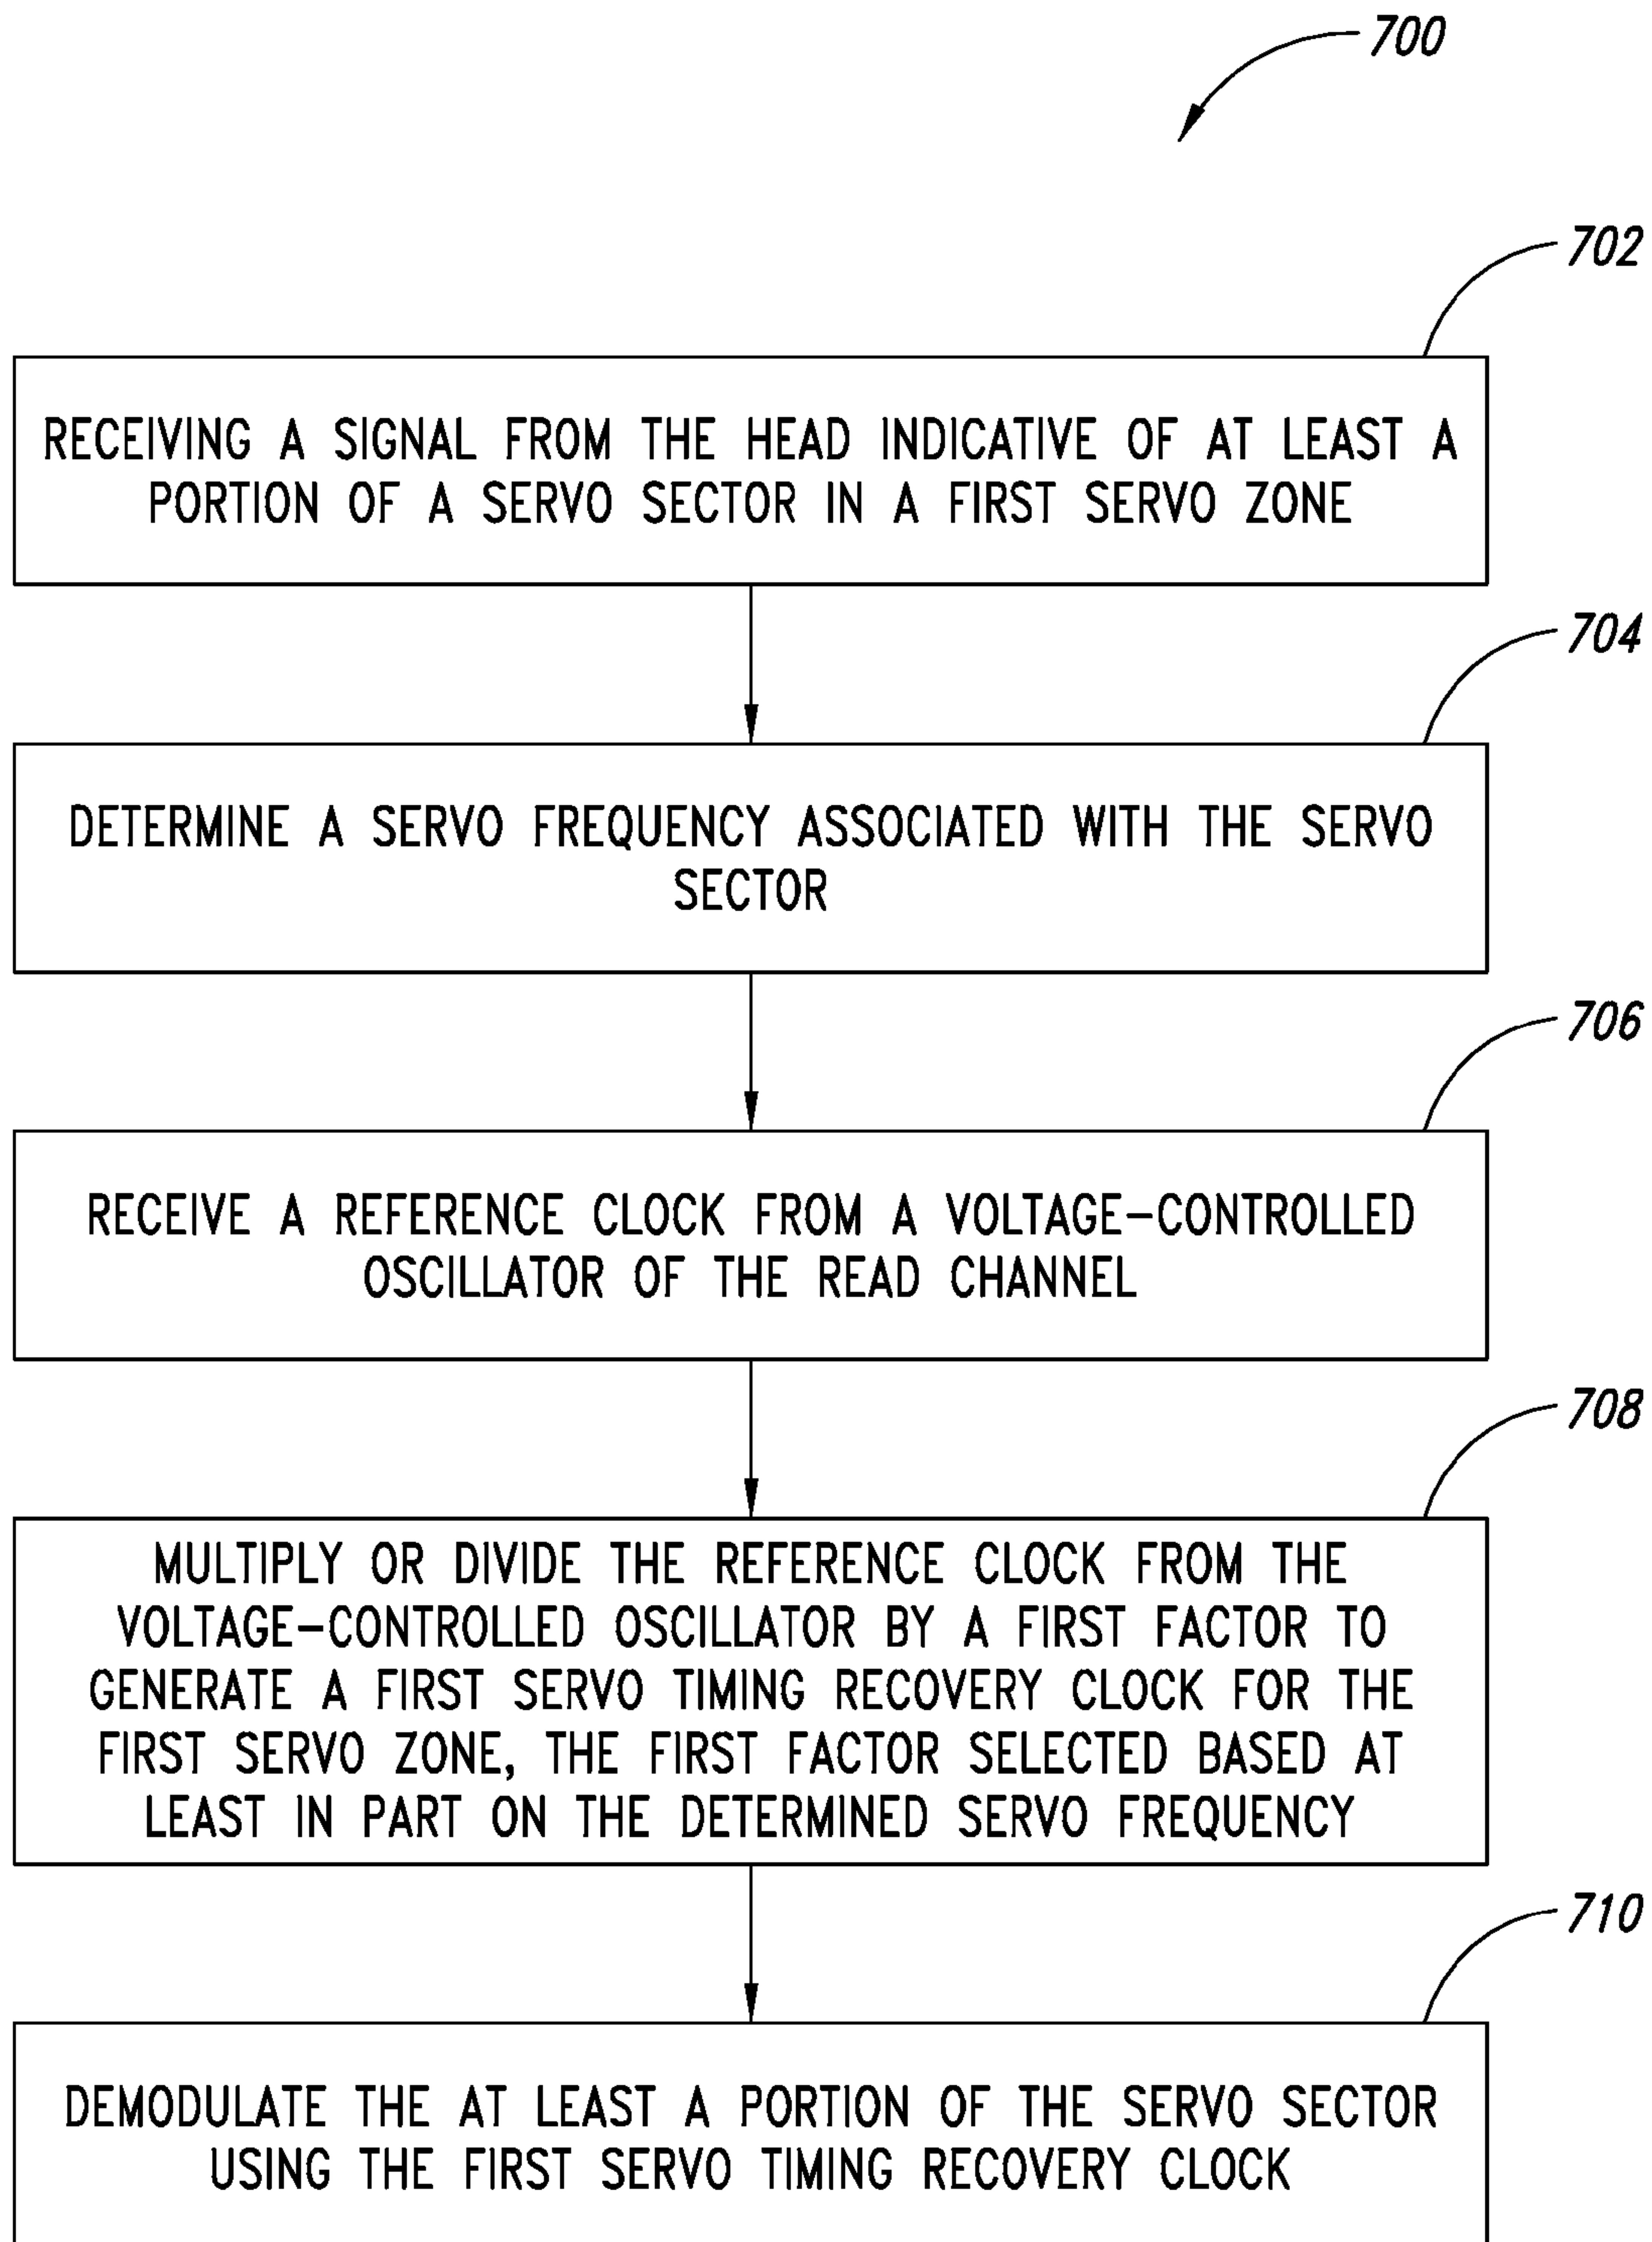 700
702
RECEIVING A SIGNAL FROM THE HEAD INDICATIVE OF AT LEAST A
PORTION OF A SERVO SECTOR IN A FIRST SERVO ZONE
704
DETERMINE A SERVO FREQUENCY ASSOCIATED WITH THE SERVO
SECTOR
706
RECEIVE A REFERENCE CLOCK FROM A VOLTAGE-CONTROLLED
OSCILLATOR OF THE READ CHANNEL
708
MULTIPLY OR DIVIDE THE REFERENCE CLOCK FROM THE
VOLTAGE-CONTROLLED OSCILLATOR BY A FIRST FACTOR TO
GENERATE A FIRST SERVO TIMING RECOVERY CLOCK FOR THE
FIRST SERVO ZONE, THE FIRST FACTOR SELECTED BASED AT
LEAST IN PART ON THE DETERMINED SERVO FREQUENCY
710
DEMODULATE THE AT LEAST A PORTION OF THE SERVO SECTOR
USING THE FIRST SERVO TIMING RECOVERY CLOCK